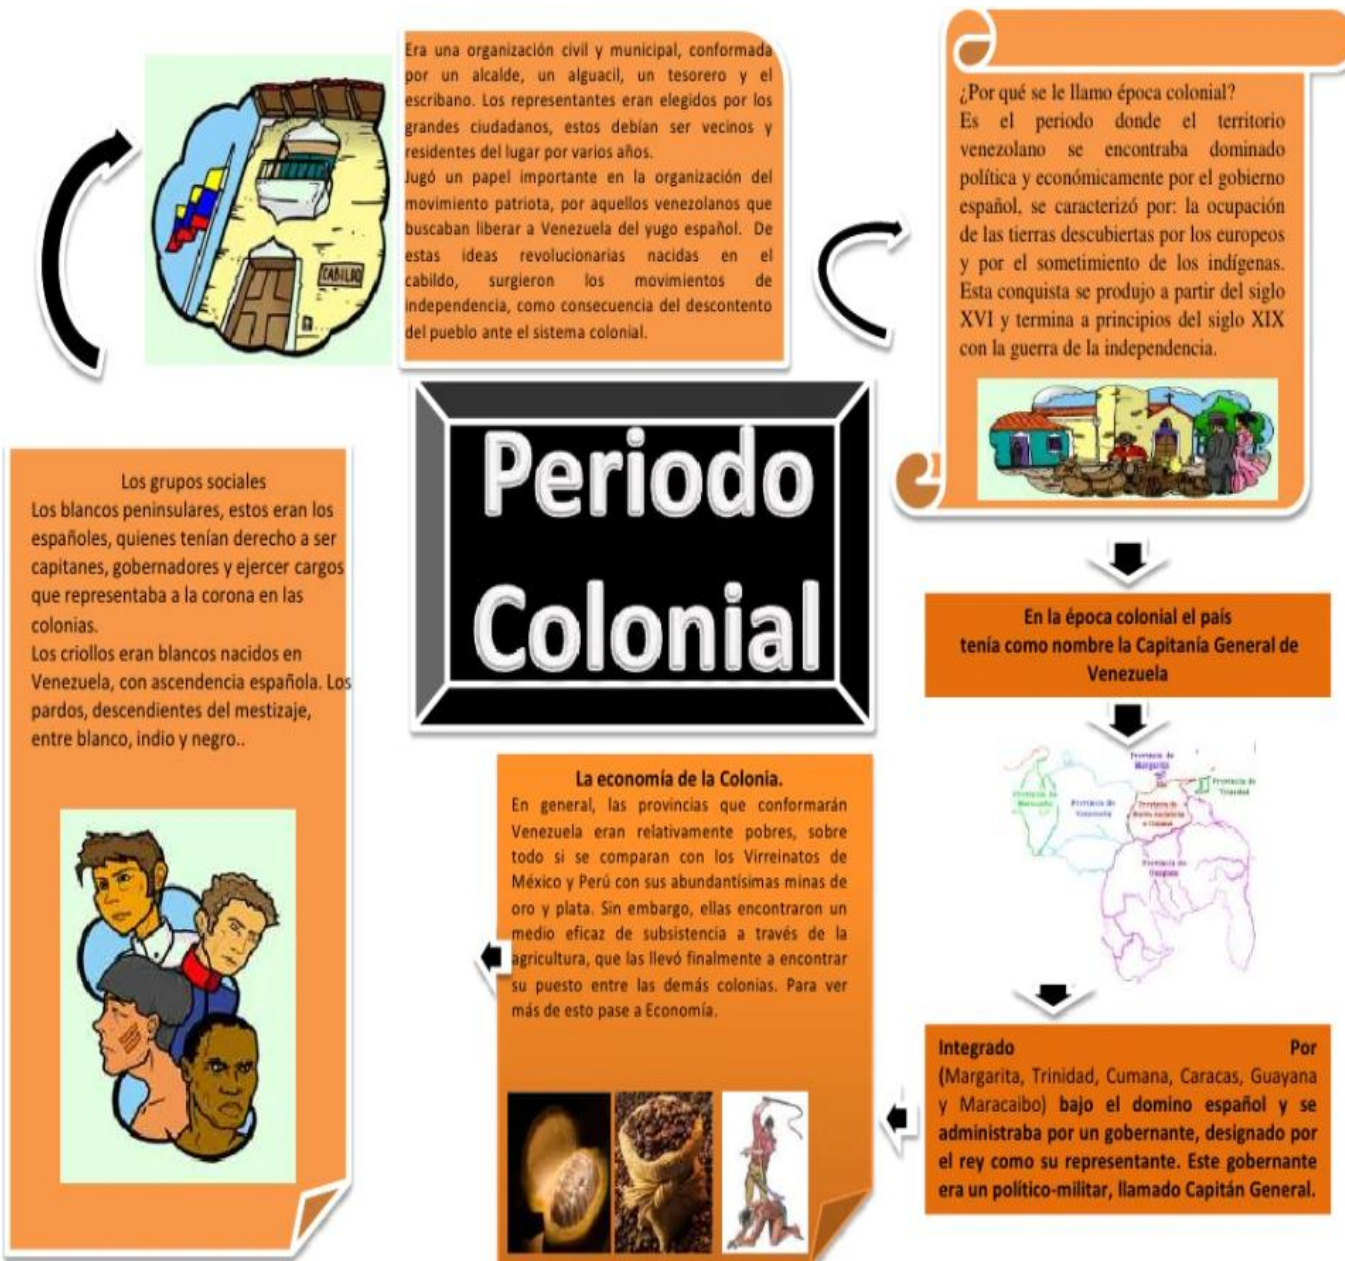 Era una organización civil y municipal, conformada
por un alcalde, un alguacil, un tesorero y el
escribano. Los representantes eran elegidos por los
grandes ciudadanos, estos debían ser vecinos y
residentes del lugar por varios años.
Jugó un papel importante en la organización del
movimiento patriota, por aquellos venezolanos que
buscaban liberar a Venezuela del yugo español. De
estas ideas revolucionarias nacidas en el
cabildo, surgieron los movimientos de
independencia, como consecuencia del descontento
del pueblo ante el sistema colonial.
CABILDO
¿Por qué se le llamo época colonial?
Es el periodo donde el territorio
venezolano se encontraba dominado
política y económicamente por el gobierno
español, se caracterizó por: la ocupación
de las tierras descubiertas por los europeos
y por el sometimiento de los indígenas.
Esta conquista se produjo a partir del siglo
XVI y termina a principios del siglo XIX
con la guerra de la independencia.
Periodo
Colonial
En la época colonial el país
tenía como nombre la Capitanía General de
Venezuela
Provincia de
Margarita
Provincia de
Trinidad
Provincia de
Maracaibo
Provincia de
Venezuela
Provincia de
Nueva Andalucía
o Cumaná
Provincia de
Guayana
Integrado Por
(Margarita, Trinidad, Cumana, Caracas, Guayana
y Maracaibo) bajo el domino español y se
administraba por un gobernante, designado por
el rey como su representante. Este gobernante
era un político-militar, llamado Capitán General.
La economía de la Colonia.
En general, las provincias que conformarán
Venezuela eran relativamente pobres, sobre
todo si se comparan con los Virreinatos de
México y Perú con sus abundantísimas minas de
oro y plata. Sin embargo, ellas encontraron un
medio eficaz de subsistencia a través de la
agricultura, que las llevó finalmente a encontrar
su puesto entre las demás colonias. Para ver
más de esto pase a Economía.
Los grupos sociales
Los blancos peninsulares, estos eran los
españoles, quienes tenían derecho a ser
capitanes, gobernadores y ejercer cargos
que representaba a la corona en las
colonias.
Los criollos eran blancos nacidos en
Venezuela, con ascendencia española. Los
pardos, descendientes del mestizaje,
entre blanco, indio y negro..